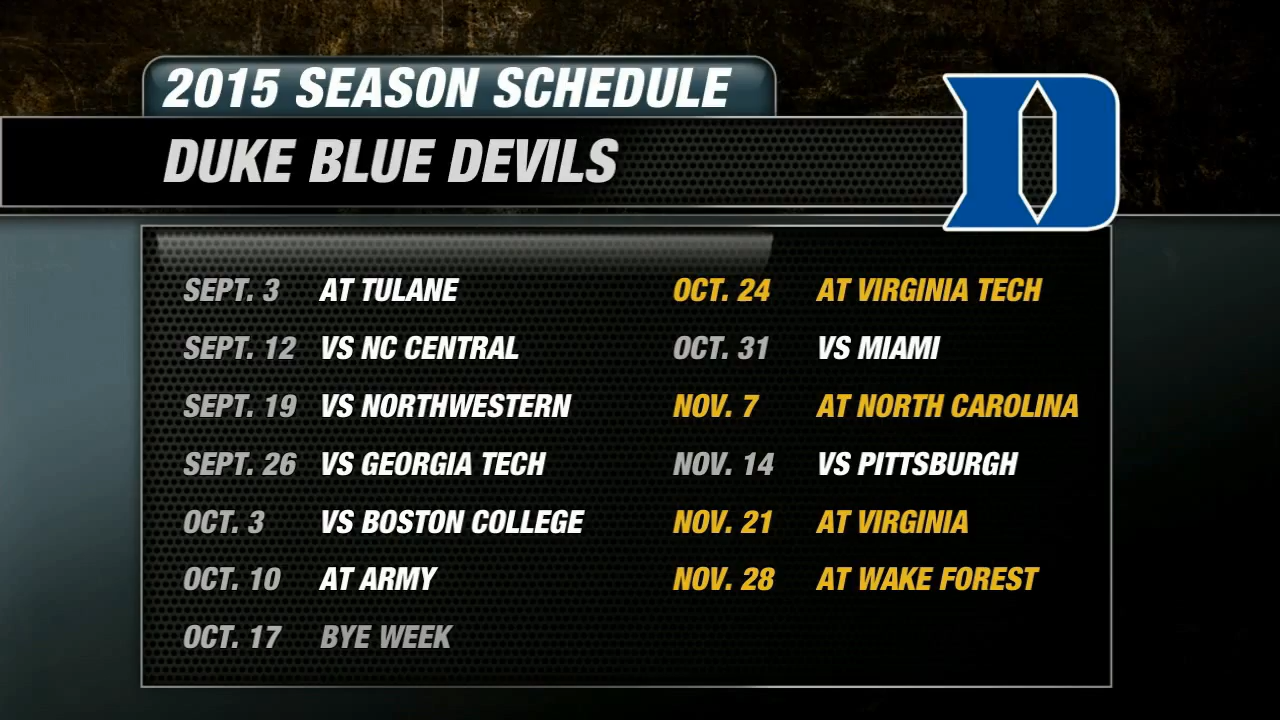 2015 SEASON SCHEDULE
DUKE BLUE DEVILS
D
SEPT. 3 AT TULANE
SEPT. 12 VS NC CENTRAL
SEPT. 19 VS NORTHWESTERN
SEPT. 26 VS GEORGIA TECH
OCT. 3 VS BOSTON COLLEGE
OCT. 10 AT ARMY
OCT. 17 BYE WEEK
OCT. 24 AT VIRGINIA TECH
OCT. 31 VS MIAMI
NOV. 7 AT NORTH CAROLINA
NOV. 14 VS PITTSBURGH
NOV. 21 AT VIRGINIA
NOV. 28 AT WAKE FOREST